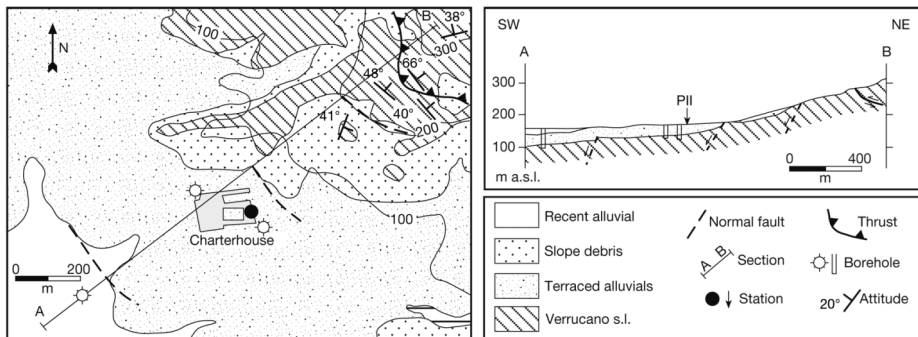 N
100
B
38°
300
66°
48°
41°
40°
200
100
Charterhouse
0 200
m
A
SW
NE
A
B
300
200
100
PII
m a.s.l.
0 400
m
Recent alluvial
Slope debris
Terraced alluvials
Verrucano s.l.
Normal fault
A B
Section
Station
Thrust
Borehole
20°
Attitude